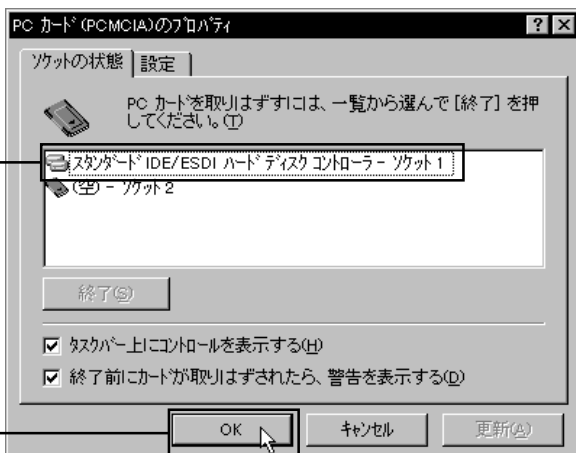 PC ｶｰﾄﾞ(PCMCIA)のﾌﾟﾛﾊﾟﾃｨ
ｿｹｯﾄの状態
設定
PC ｶｰﾄﾞを取りはずすには、一覧から選んで [終了] を押
してください。(T)
ｽﾀﾝﾀﾞｰﾄﾞ IDE/ESDI ﾊｰﾄﾞ ﾃﾞｨｽｸ ｺﾝﾄﾛｰﾗ - ｿｹｯﾄ 1
(空) - ｿｹｯﾄ 2
終了(S)
ﾀｽｸﾊﾞｰ上にｺﾝﾄﾛｰﾙを表示する(H)
終了前にｶｰﾄﾞが取りはずされたら、警告を表示する(D)
OK
ｷｬﾝｾﾙ
更新(A)